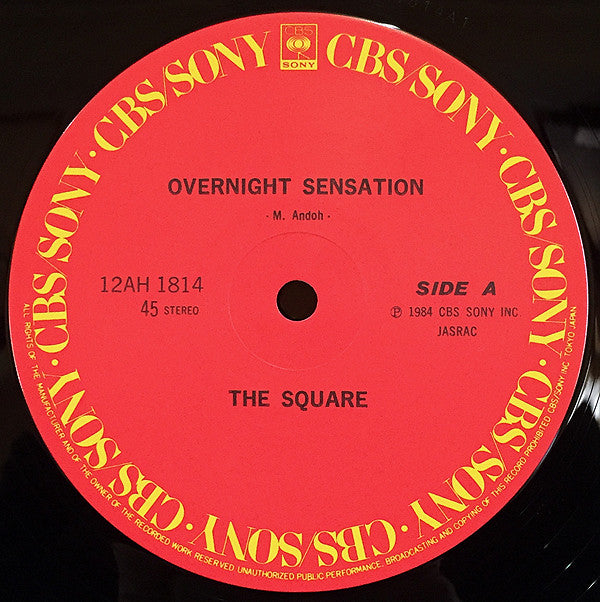 CBS
SONY
CBS/SONY · CBS/SONY · CBS/SONY · CBS/SONY · CBS/SONY · CBS/SONY · CBS/SONY · CBS/SONY
OVERNIGHT SENSATION
- M. Andoh -
12AH 1814
SIDE A
45 STEREO
Ⓟ 1984 CBS SONY INC.
JASRAC
THE SQUARE
ALL RIGHTS OF THE MANUFACTURER AND OF THE OWNER OF THE RECORDED WORK RESERVED UNAUTHORIZED PUBLIC PERFORMANCE, BROADCASTING AND COPYING OF THIS RECORD PROHIBITED CBS/SONY INC TOKYO JAPAN